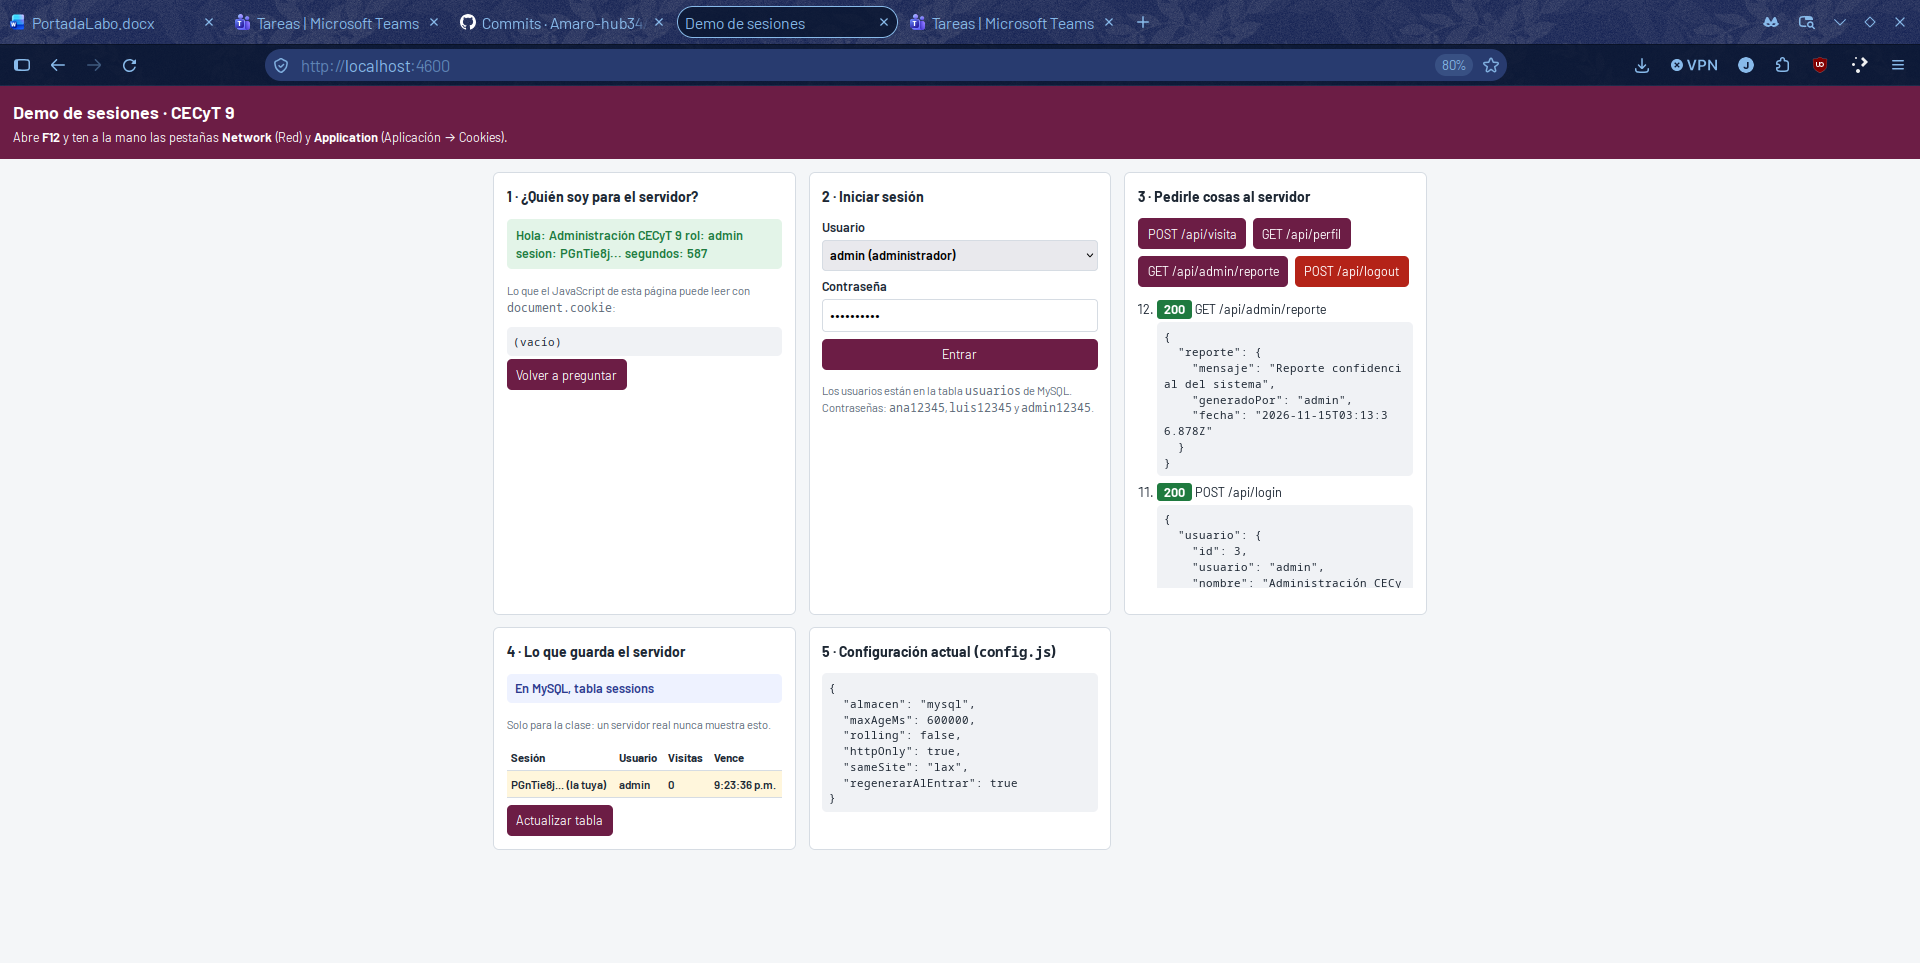 PortadaLabo.docx
Tareas | Microsoft Teams
Commits · Amaro-hub34
Demo de sesiones
Tareas | Microsoft Teams
http://localhost:4600
80%
VPN
J
Demo de sesiones · CECyT 9
Abre F12 y ten a la mano las pestañas Network (Red) y Application (Aplicación → Cookies).
1 · ¿Quién soy para el servidor?
Hola: Administración CECyT 9 rol: admin
sesion: PGnTie8j... segundos: 587
Lo que el JavaScript de esta página puede leer con
document.cookie:
(vacío)
Volver a preguntar
2 · Iniciar sesión
Usuario
admin (administrador)
Contraseña
••••••••••
Entrar
Los usuarios están en la tabla usuarios de MySQL.
Contraseñas: ana12345, luis12345 y admin12345.
3 · Pedirle cosas al servidor
POST /api/visita
GET /api/perfil
GET /api/admin/reporte
POST /api/logout
12. 200 GET /api/admin/reporte
{
"reporte": {
"mensaje": "Reporte confidenci
al del sistema",
"generadoPor": "admin",
"fecha": "2026-11-15T03:13:3
6.878Z"
}
}
11. 200 POST /api/login
{
"usuario": {
"id": 3,
"usuario": "admin",
"nombre": "Administración CECy
4 · Lo que guarda el servidor
En MySQL, tabla sessions
Solo para la clase: un servidor real nunca muestra esto.
Sesión Usuario Visitas Vence
PGnTie8j... (la tuya) admin 0 9:23:36 p.m.
Actualizar tabla
5 · Configuración actual (config.js)
{
"almacen": "mysql",
"maxAgeMs": 600000,
"rolling": false,
"httpOnly": true,
"sameSite": "lax",
"regenerarAlEntrar": true
}